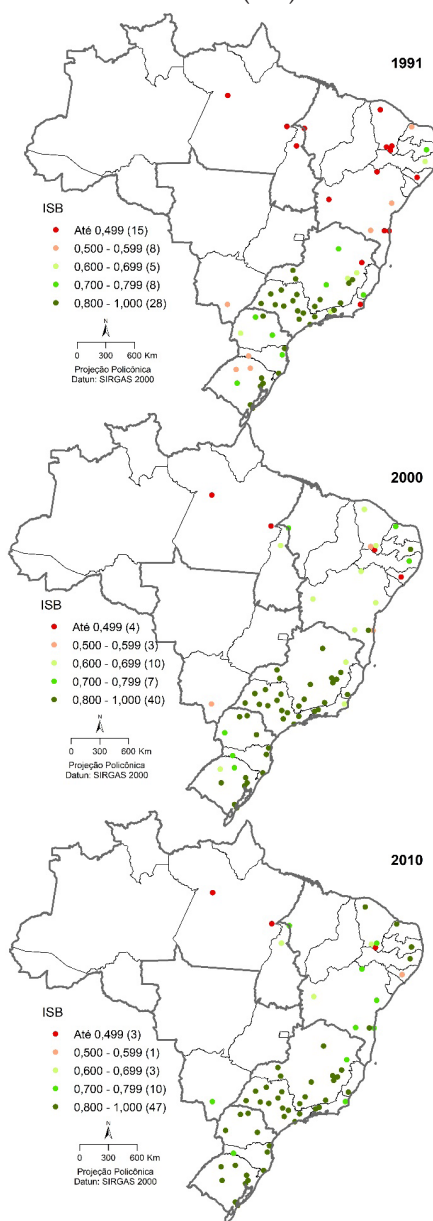 1991
ISB
Até 0,499 (15)
0,500 - 0,599 (8)
0,600 - 0,699 (5)
0,700 - 0,799 (8)
0,800 - 1,000 (28)
N
0 300 600 Km
Projeção Policônica
Datun: SIRGAS 2000
2000
ISB
Até 0,499 (4)
0,500 - 0,599 (3)
0,600 - 0,699 (10)
0,700 - 0,799 (7)
0,800 - 1,000 (40)
N
0 300 600 Km
Projeção Policônica
Datun: SIRGAS 2000
2010
ISB
Até 0,499 (3)
0,500 - 0,599 (1)
0,600 - 0,699 (3)
0,700 - 0,799 (10)
0,800 - 1,000 (47)
N
0 300 600 Km
Projeção Policônica
Datun: SIRGAS 2000